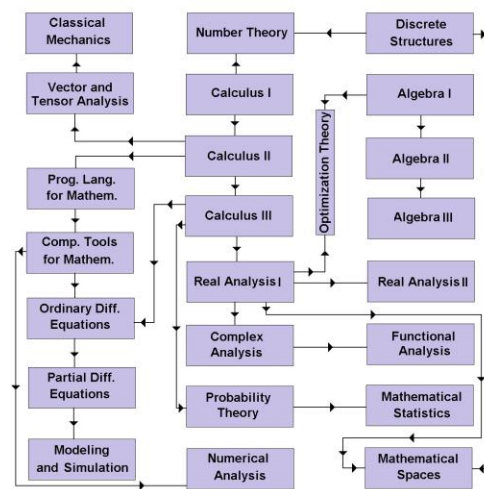 Classical
Mechanics
Number Theory
Discrete
Structures
Vector and
Tensor Analysis
Calculus I
Algebra I
Optimization Theory
Calculus II
Algebra II
Prog. Lang.
for Mathem.
Calculus III
Algebra III
Comp. Tools
for Mathem.
Real Analysis I
Real Analysis II
Ordinary Diff.
Equations
Complex
Analysis
Functional
Analysis
Partial Diff.
Equations
Probability
Theory
Mathematical
Statistics
Modeling
and Simulation
Numerical
Analysis
Mathematical
Spaces